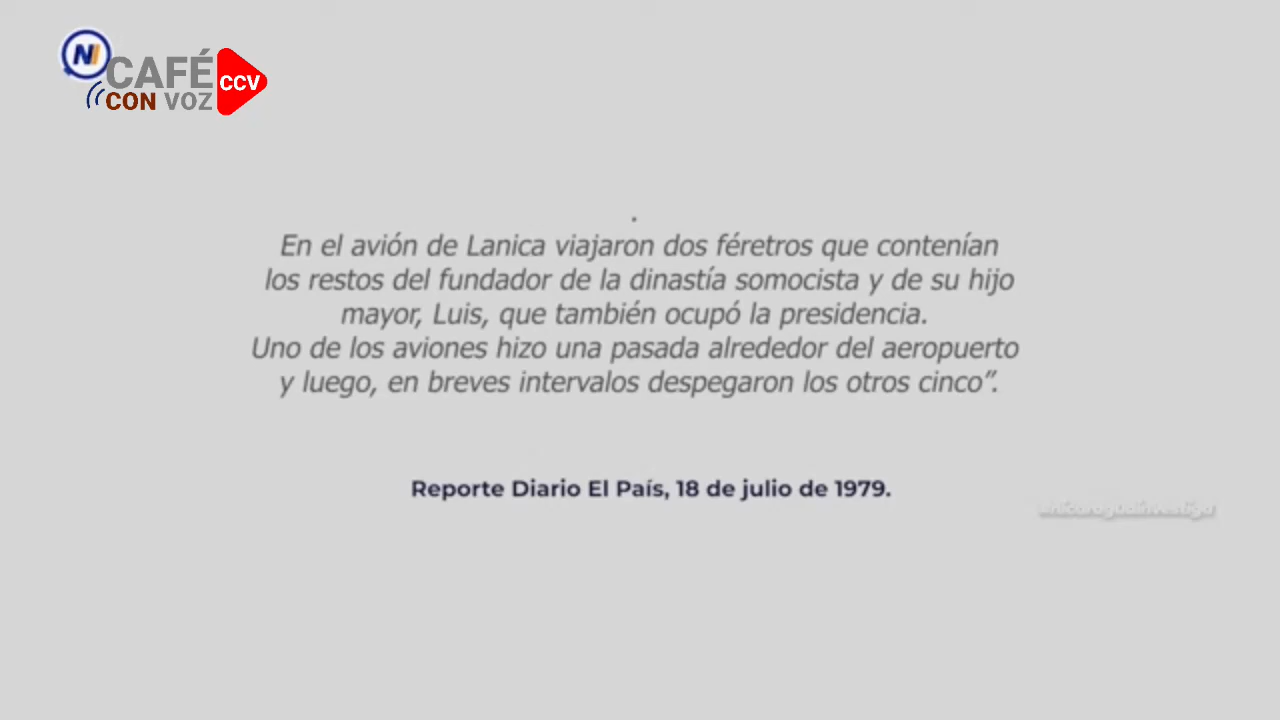 NI
CAFÉ
CON VOZ
CCV
.
En el avión de Lanica viajaron dos féretros que contenían
los restos del fundador de la dinastía somocista y de su hijo
mayor, Luis, que también ocupó la presidencia.
Uno de los aviones hizo una pasada alrededor del aeropuerto
y luego, en breves intervalos despegaron los otros cinco”.
Reporte Diario El País, 18 de julio de 1979.